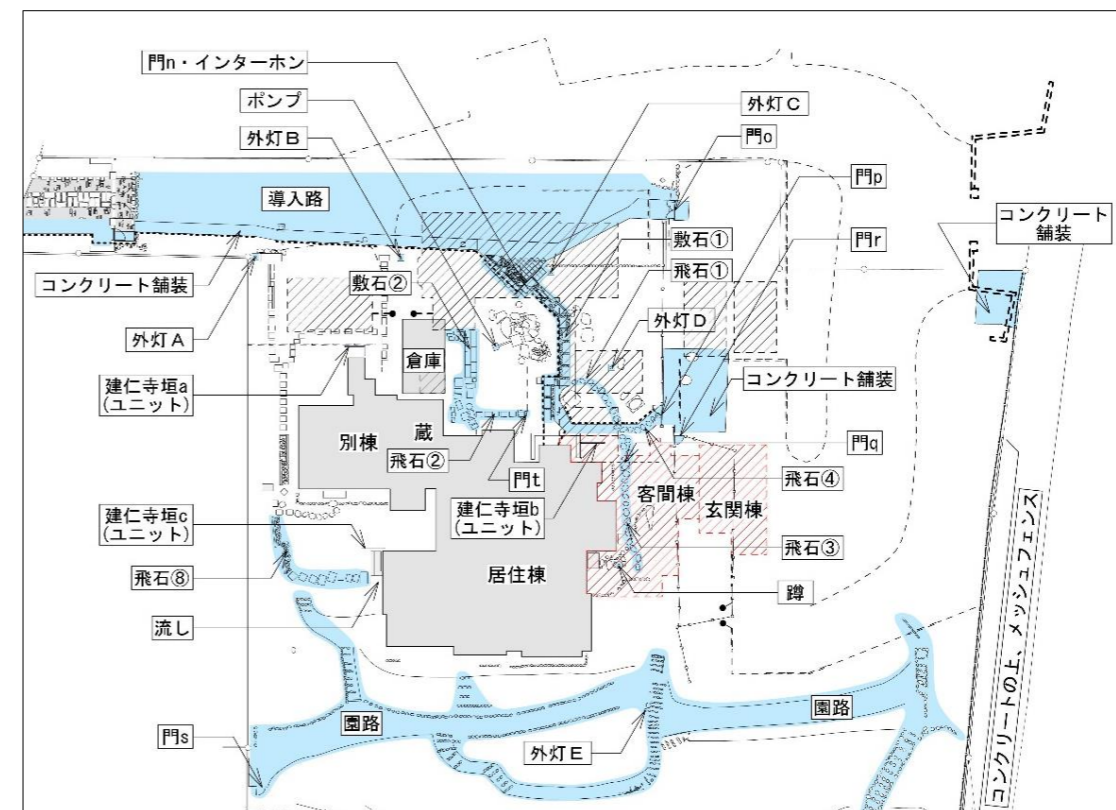 門n・インターホン
ポンプ
外灯B
外灯C
門o
門p
導入路
コンクリート
舗装
敷石①
門r
コンクリート舗装
敷石②
飛石①
外灯D
外灯A
倉庫
コンクリート舗装
建仁寺垣a
(ユニット)
別棟
蔵
飛石②
門t
門q
建仁寺垣b
(ユニット)
客間棟
玄関棟
飛石④
建仁寺垣c
(ユニット)
飛石③
飛石⑧
居住棟
蹲
流し
園路
園路
門s
外灯E
コンクリートの上、メッシュフェンス